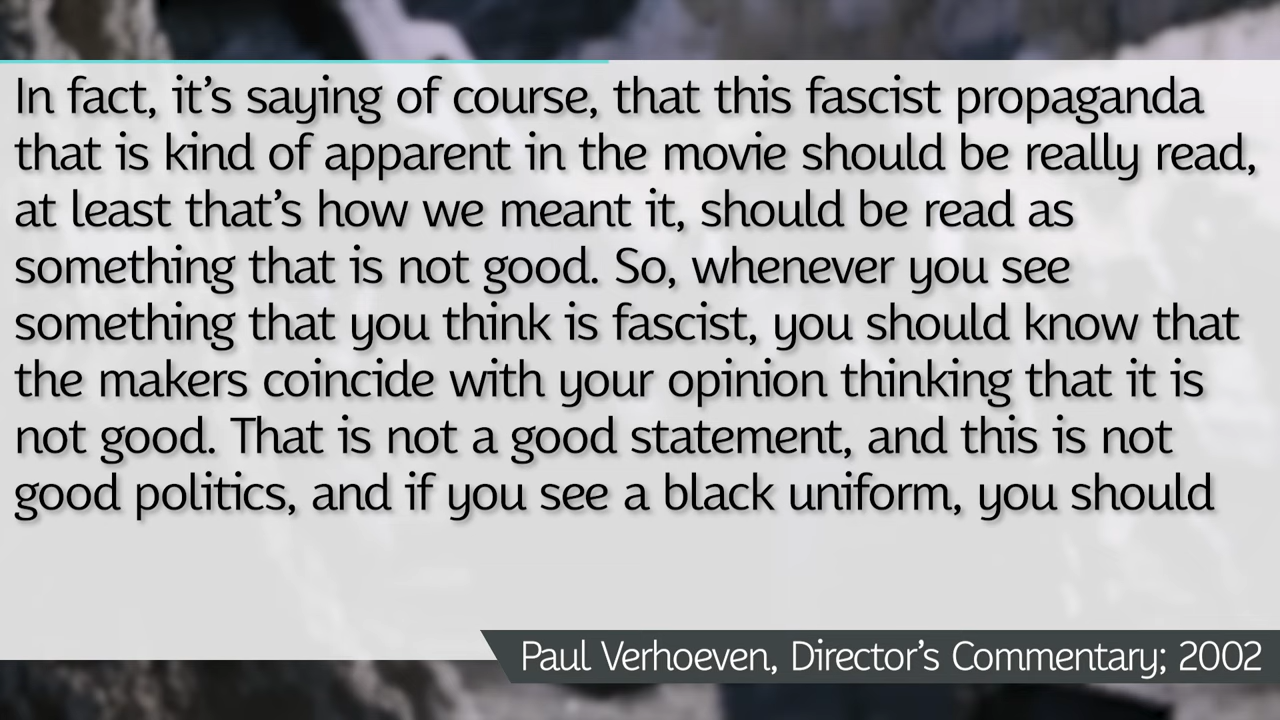 In fact, it’s saying of course, that this fascist propaganda
that is kind of apparent in the movie should be really read,
at least that’s how we meant it, should be read as
something that is not good. So, whenever you see
something that you think is fascist, you should know that
the makers coincide with your opinion thinking that it is
not good. That is not a good statement, and this is not
good politics, and if you see a black uniform, you should
Paul Verhoeven, Director’s Commentary; 2002